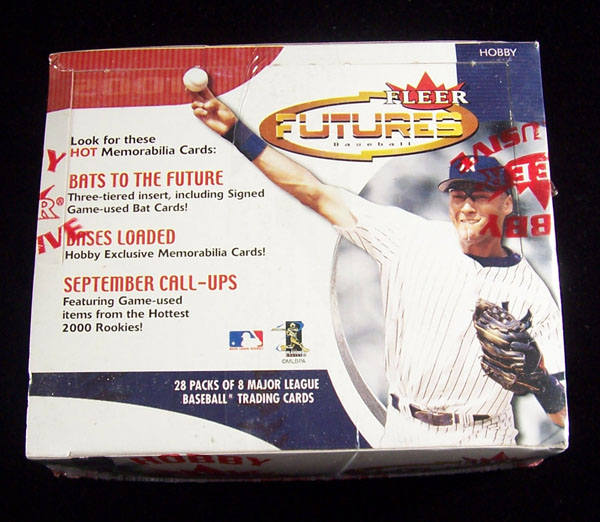 2001
HOBBY
FLEER
FUTURES
Baseball
Look for these
HOT Memorabilia Cards:
BATS TO THE FUTURE
Three-tiered insert, including Signed
Game-used Bat Cards!
BASES LOADED
Hobby Exclusive Memorabilia Cards!
SEPTEMBER CALL-UPS
Featuring Game-used
items from the Hottest
2000 Rookies!
©MLBPA
28 PACKS OF 8 MAJOR LEAGUE
BASEBALL® TRADING CARDS
HOBBY